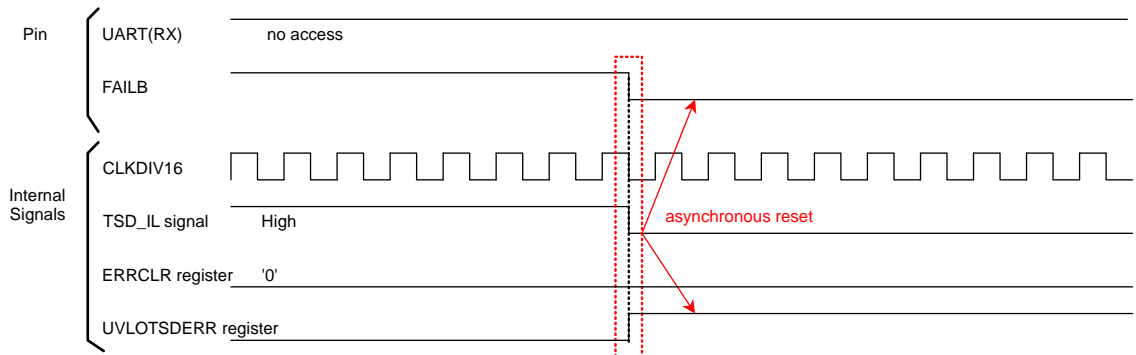 Pin
UART(RX)
no access
FAILB
Internal
Signals
CLKDIV16
TSD_IL signal
High
asynchronous reset
ERRCLR register
'0'
UVLOTSDERR register